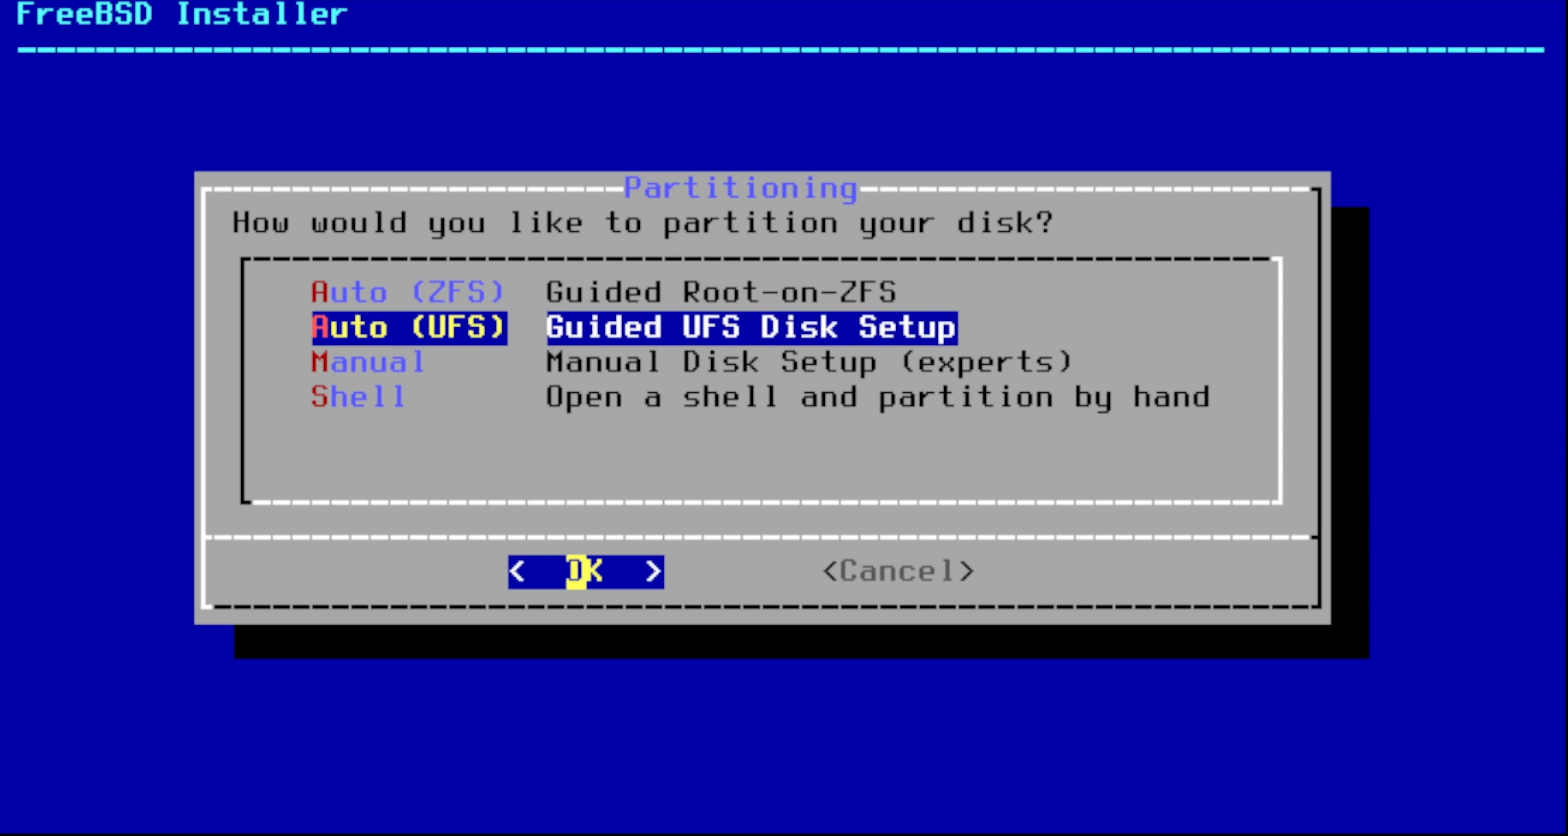 FreeBSD Installer
Partitioning
How would you like to partition your disk?
Auto (ZFS) Guided Root-on-ZFS
Auto (UFS) Guided UFS Disk Setup
Manual Manual Disk Setup (experts)
Shell Open a shell and partition by hand
< OK > <Cancel>